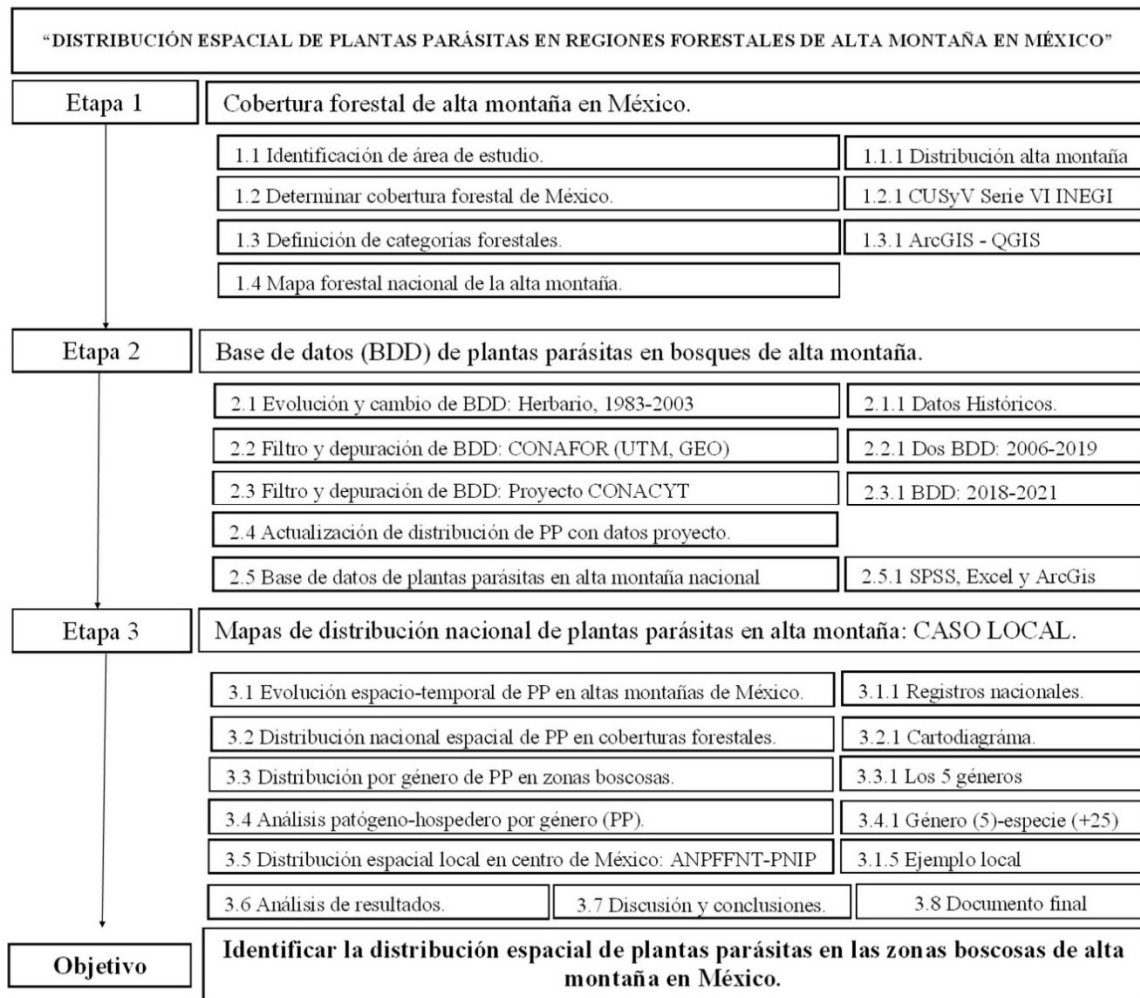 “DISTRIBUCIÓN ESPACIAL DE PLANTAS PARÁSITAS EN REGIONES FORESTALES DE ALTA MONTAÑA EN MÉXICO”
Etapa 1
Cobertura forestal de alta montaña en México.
1.1 Identificación de área de estudio.
1.1.1 Distribución alta montaña
1.2 Determinar cobertura forestal de México.
1.2.1 CUSyV Serie VI INEGI
1.3 Definición de categorías forestales.
1.3.1 ArcGIS - QGIS
1.4 Mapa forestal nacional de la alta montaña.
Etapa 2
Base de datos (BDD) de plantas parásitas en bosques de alta montaña.
2.1 Evolución y cambio de BDD: Herbario, 1983-2003
2.1.1 Datos Históricos.
2.2 Filtro y depuración de BDD: CONAFOR (UTM, GEO)
2.2.1 Dos BDD: 2006-2019
2.3 Filtro y depuración de BDD: Proyecto CONACYT
2.3.1 BDD: 2018-2021
2.4 Actualización de distribución de PP con datos proyecto.
2.5 Base de datos de plantas parásitas en alta montaña nacional
2.5.1 SPSS, Excel y ArcGis
Etapa 3
Mapas de distribución nacional de plantas parásitas en alta montaña: CASO LOCAL.
3.1 Evolución espacio-temporal de PP en altas montañas de México.
3.1.1 Registros nacionales.
3.2 Distribución nacional espacial de PP en coberturas forestales.
3.2.1 Cartodiagráma.
3.3 Distribución por género de PP en zonas boscosas.
3.3.1 Los 5 géneros
3.4 Análisis patógeno-hospedero por género (PP).
3.4.1 Género (5)-especie (+25)
3.5 Distribución espacial local en centro de México: ANPFFNT-PNIP
3.1.5 Ejemplo local
3.6 Análisis de resultados.
3.7 Discusión y conclusiones.
3.8 Documento final
Objetivo
Identificar la distribución espacial de plantas parásitas en las zonas boscosas de alta
montaña en México.